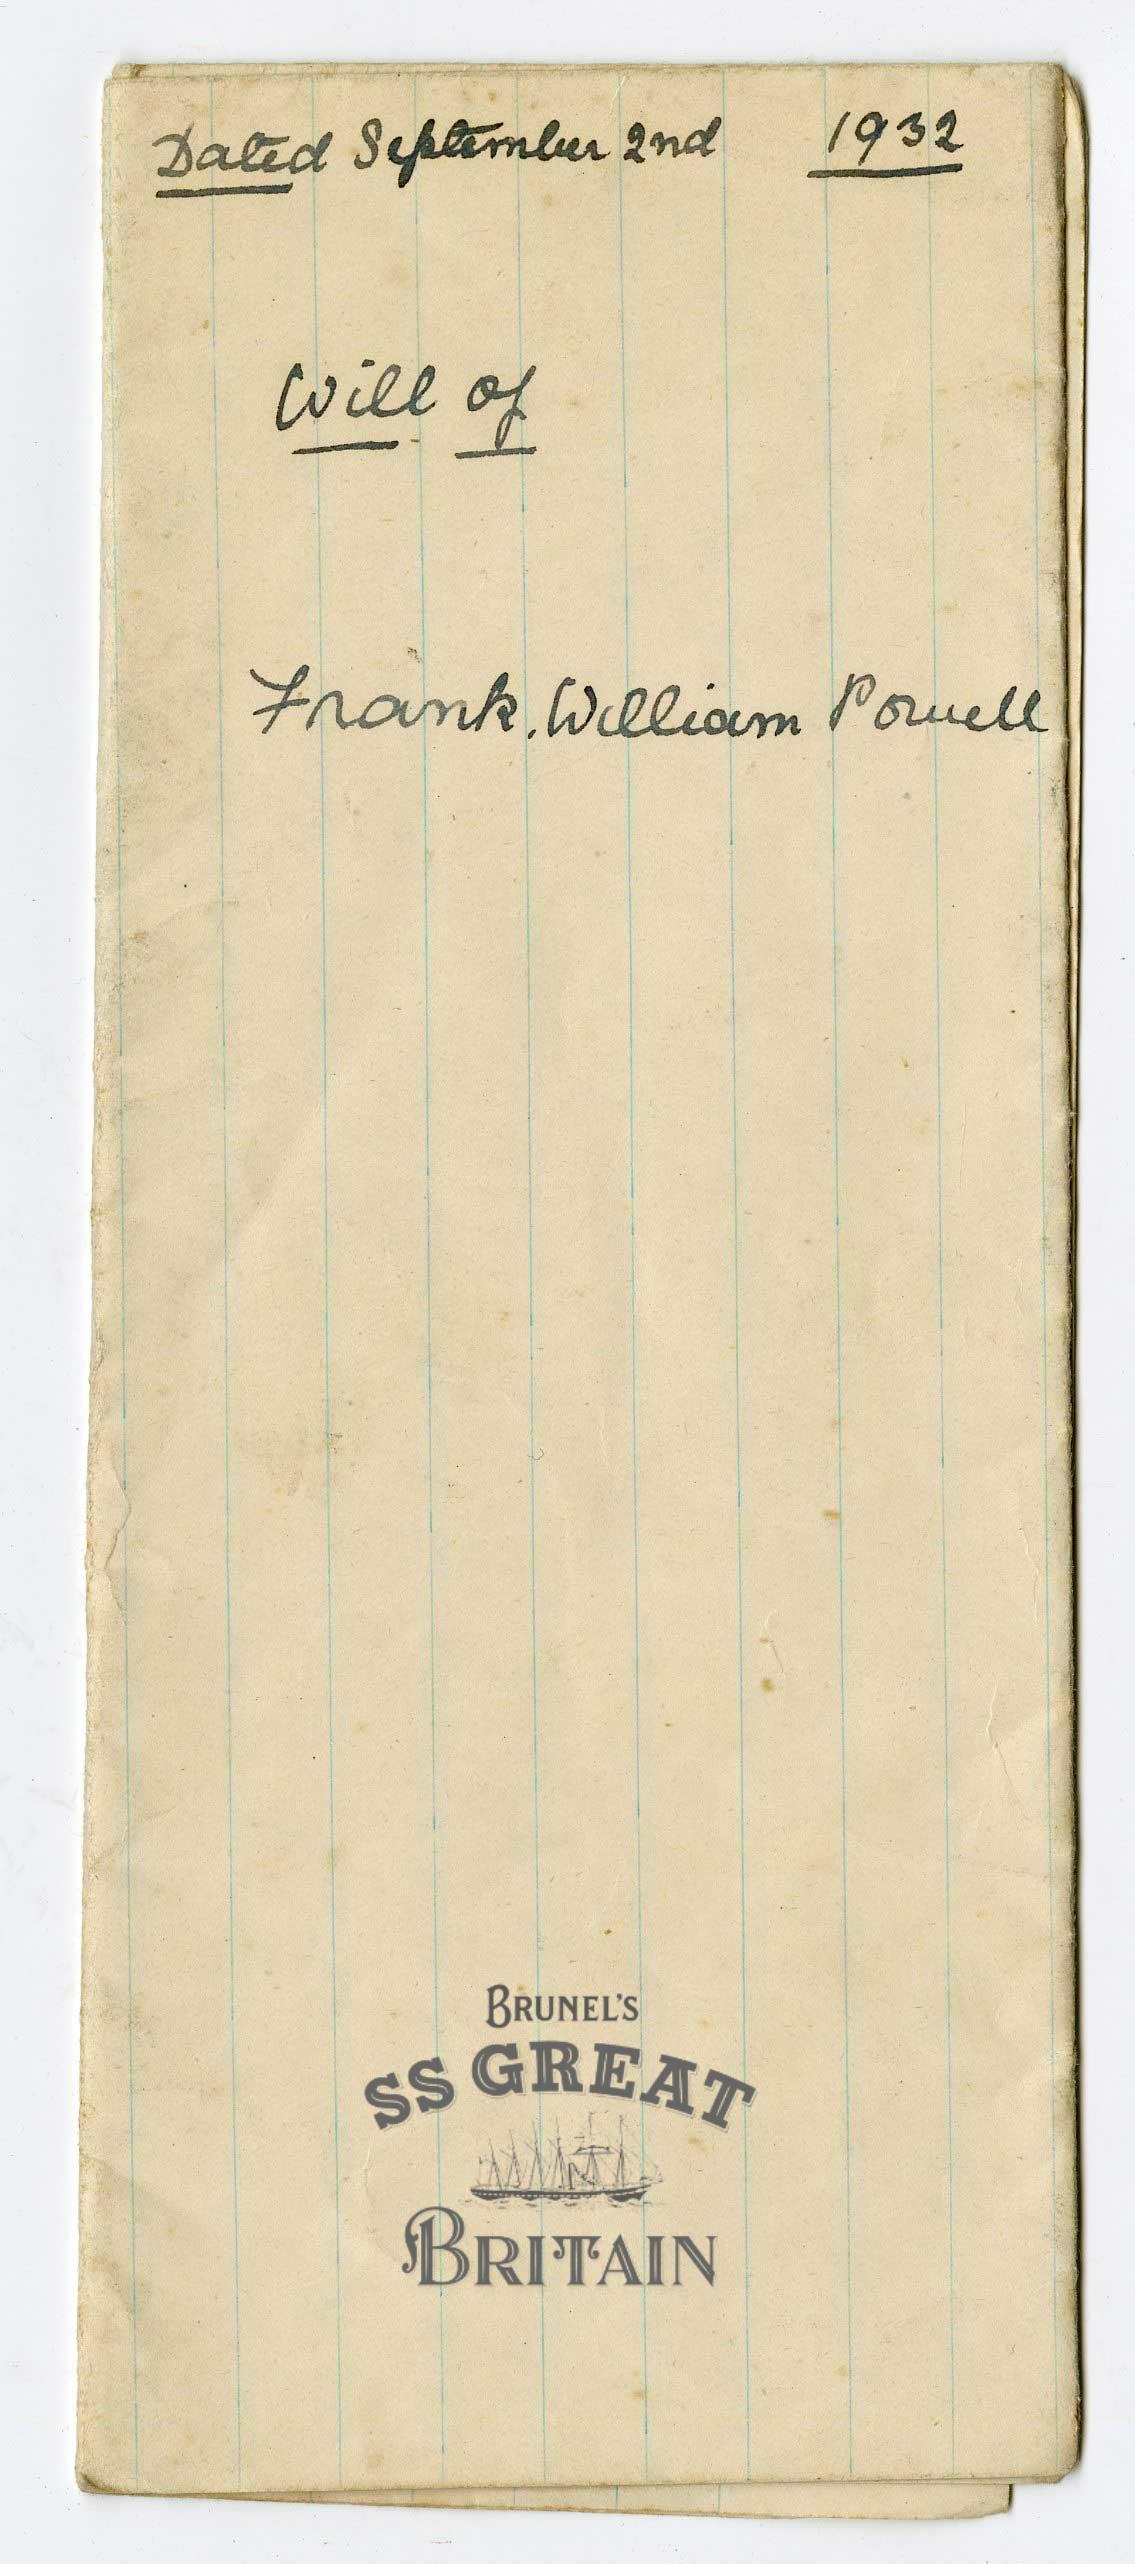 Dated September 2nd 1932
Will of
Frank. William Powell
BRUNEL'S
SS GREAT
BRITAIN